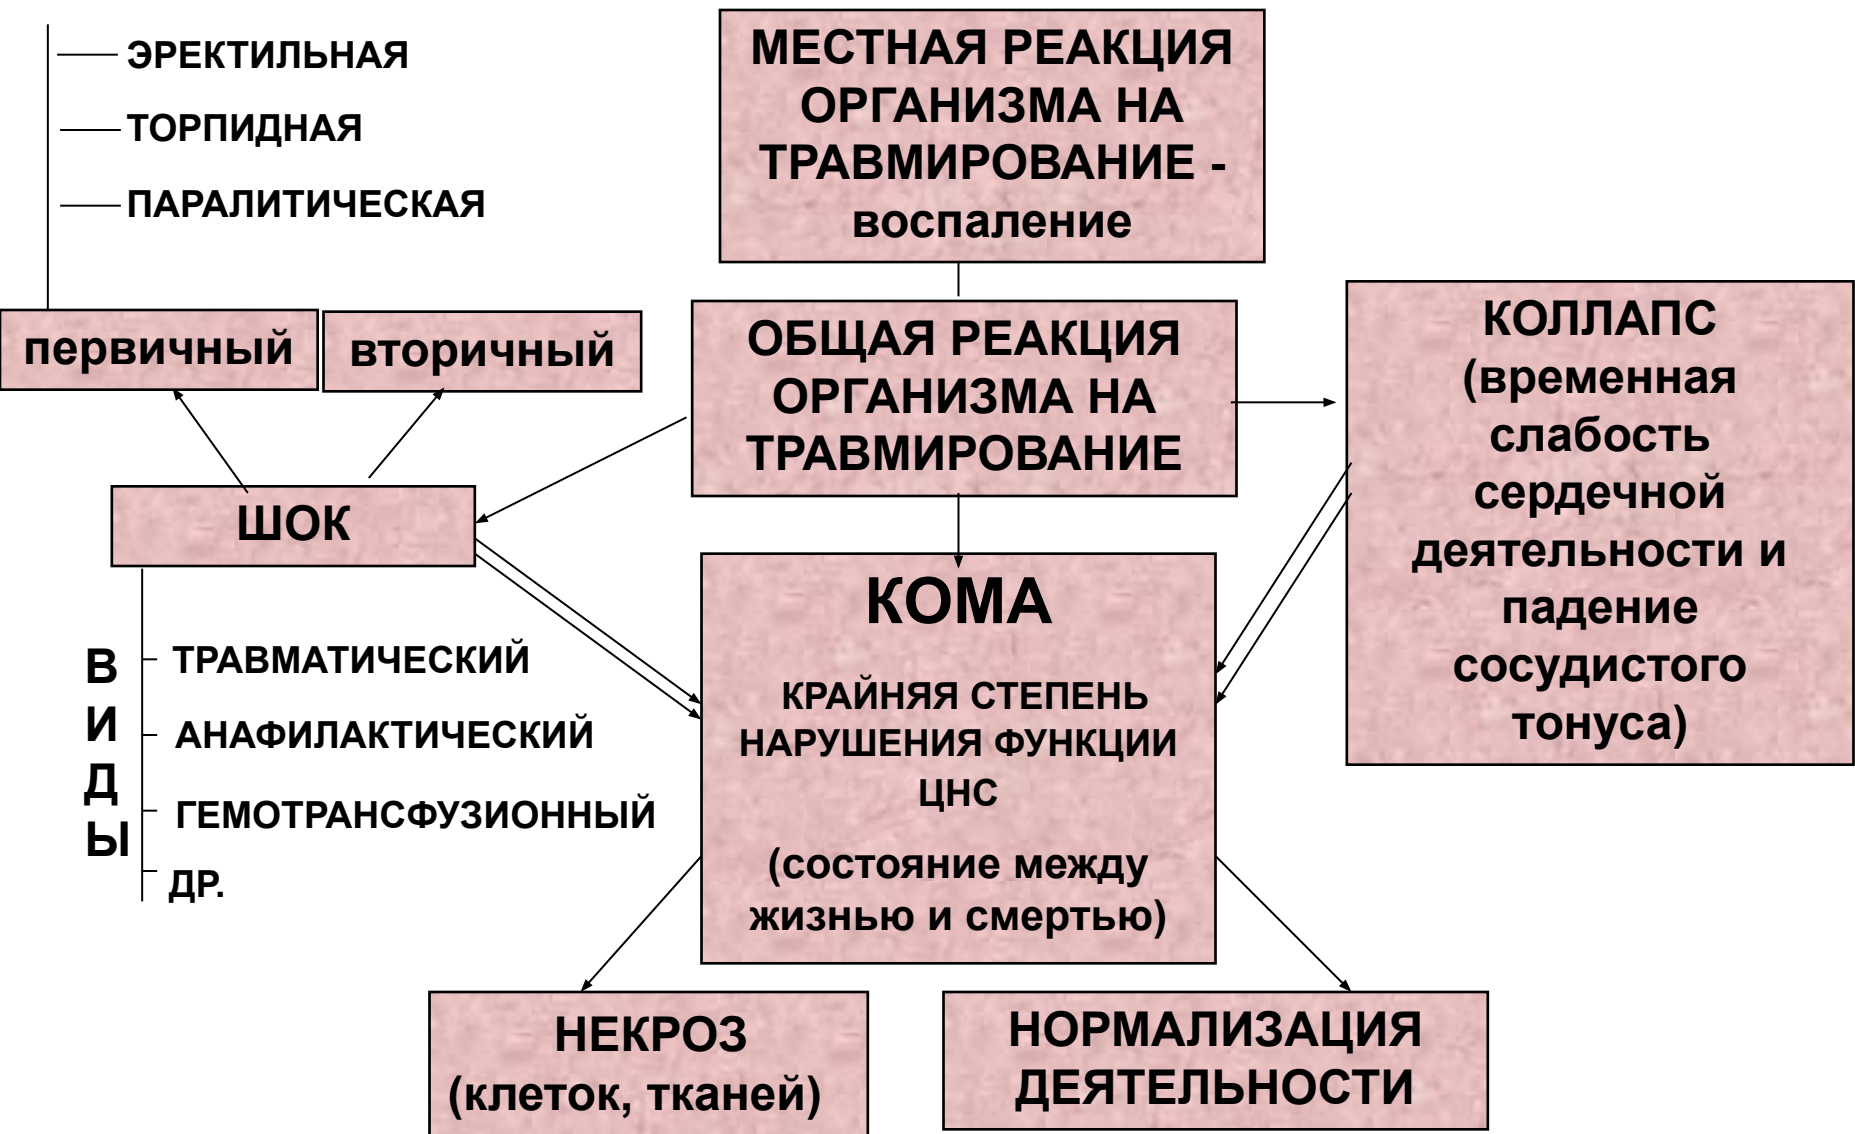 ЭРЕКТИЛЬНАЯ
ТОРПИДНАЯ
ПАРАЛИТИЧЕСКАЯ
МЕСТНАЯ РЕАКЦИЯ
ОРГАНИЗМА НА
ТРАВМИРОВАНИЕ -
воспаление
первичный
вторичный
ОБЩАЯ РЕАКЦИЯ
ОРГАНИЗМА НА
ТРАВМИРОВАНИЕ
КОЛЛАПС
(временная
слабость
сердечной
деятельности и
падение
сосудистого
тонуса)
ШОК
В
И
Д
Ы
ТРАВМАТИЧЕСКИЙ
АНАФИЛАКТИЧЕСКИЙ
ГЕМОТРАНСФУЗИОННЫЙ
ДР.
КОМА
КРАЙНЯЯ СТЕПЕНЬ
НАРУШЕНИЯ ФУНКЦИИ
ЦНС
(состояние между
жизнью и смертью)
НЕКРОЗ
(клеток, тканей)
НОРМАЛИЗАЦИЯ
ДЕЯТЕЛЬНОСТИ